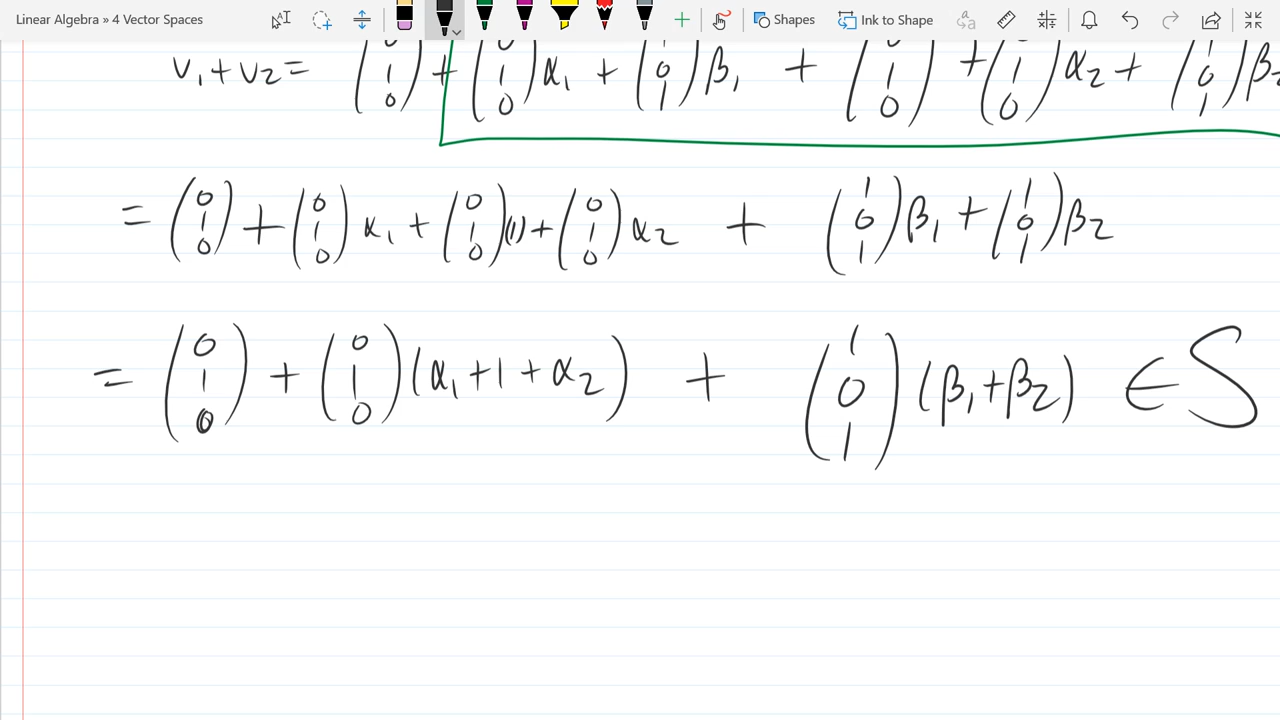 Linear Algebra » 4 Vector Spaces Shapes Ink to Shape
v₁ + v₂ = (0 1 0) + (0 1 0) α₁ + (1 0 1) β₁ + (0 1 0) + (0 1 0) α₂ + (1 0 1) β₂
= (0 1 0) + (0 1 0) α₁ + (0 1 0)(1) + (0 1 0) α₂ + (1 0 1) β₁ + (1 0 1) β₂
= (0 1 0) + (0 1 0) (α₁ + 1 + α₂) + (1 0 1) (β₁ + β₂) ∈ S